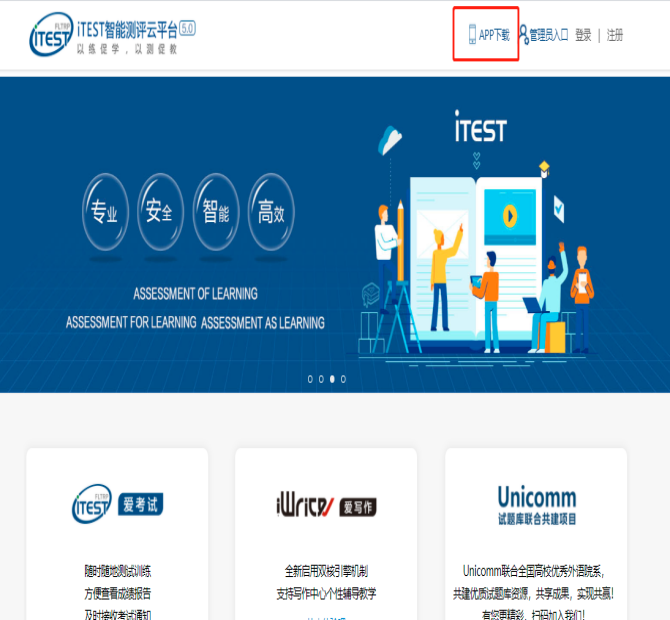 FLTRP
iTEST iTEST智能测评云平台 5.0
以练促学，以测促教
APP下载 管理员入口 登录 | 注册
iTEST
专业 安全 智能 高效
ASSESSMENT OF LEARNING
ASSESSMENT FOR LEARNING ASSESSMENT AS LEARNING
FLTRP
iTEST 爱考试
iWrite 爱写作
Unicomm
试题库联合共建项目
随时随地测试训练
方便查看成绩报告
及时接收考试通知
全新启用双核引擎机制
支持写作中心个性辅导教学
Unicomm联合全国高校优秀外语院系，
共建优质试题库资源，共享成果，实现共赢！
有您更精彩，扫码加入我们！